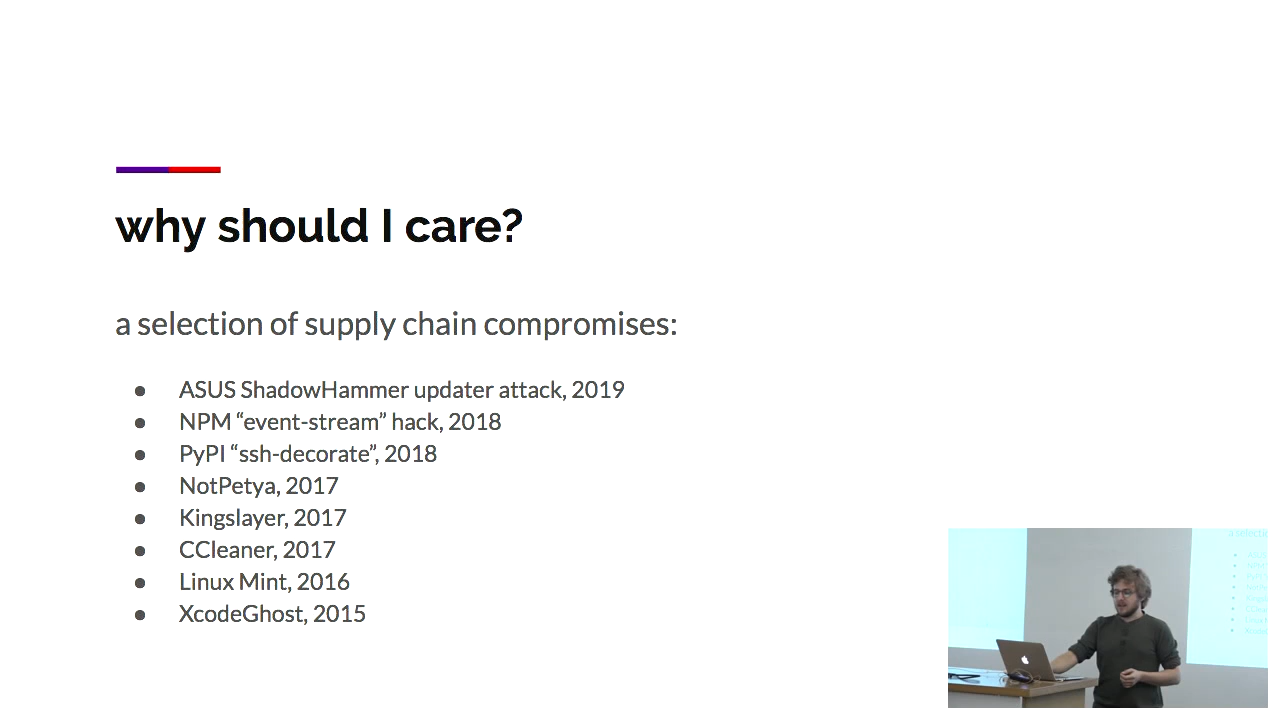 why should I care?
a selection of supply chain compromises:
● ASUS ShadowHammer updater attack, 2019
● NPM “event-stream” hack, 2018
● PyPI “ssh-decorate”, 2018
● NotPetya, 2017
● Kingslayer, 2017
● CCleaner, 2017
● Linux Mint, 2016
● XcodeGhost, 2015